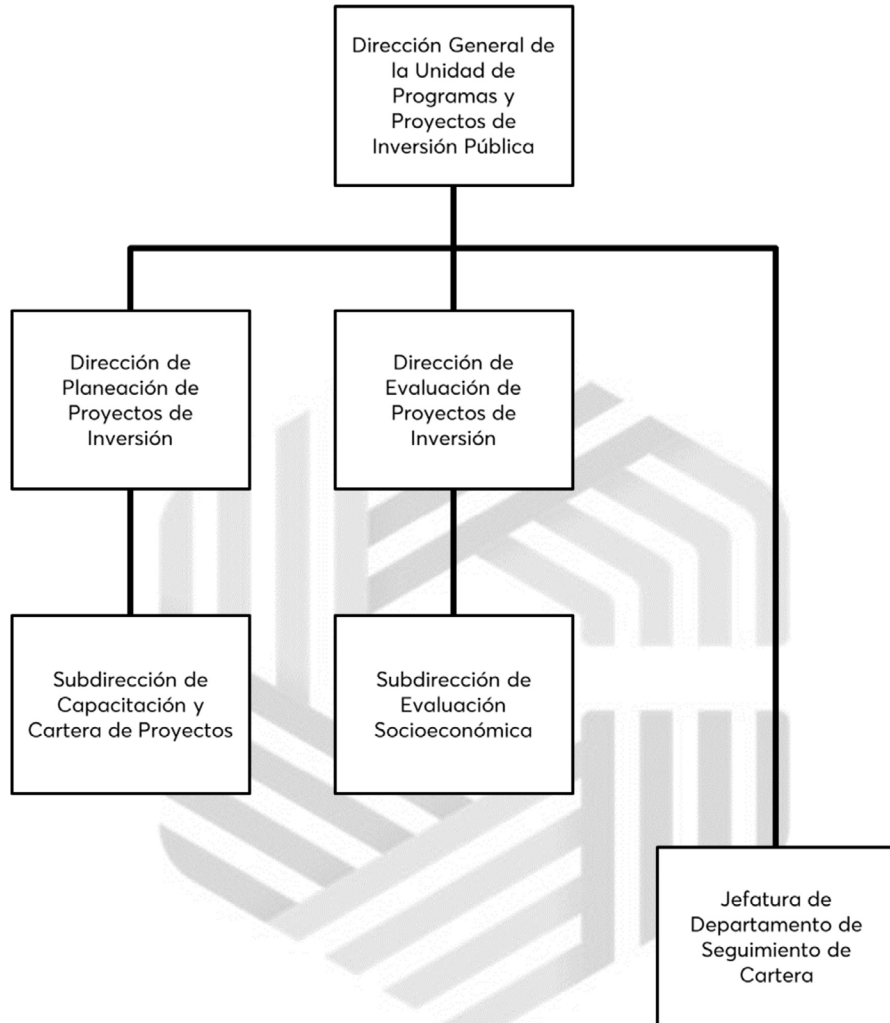 Dirección General de
la Unidad de
Programas y
Proyectos de
Inversión Pública
Dirección de
Planeación de
Proyectos de
Inversión
Dirección de
Evaluación de
Proyectos de
Inversión
Subdirección de
Capacitación y
Cartera de Proyectos
Subdirección de
Evaluación
Socioeconómica
Jefatura de
Departamento de
Seguimiento de
Cartera